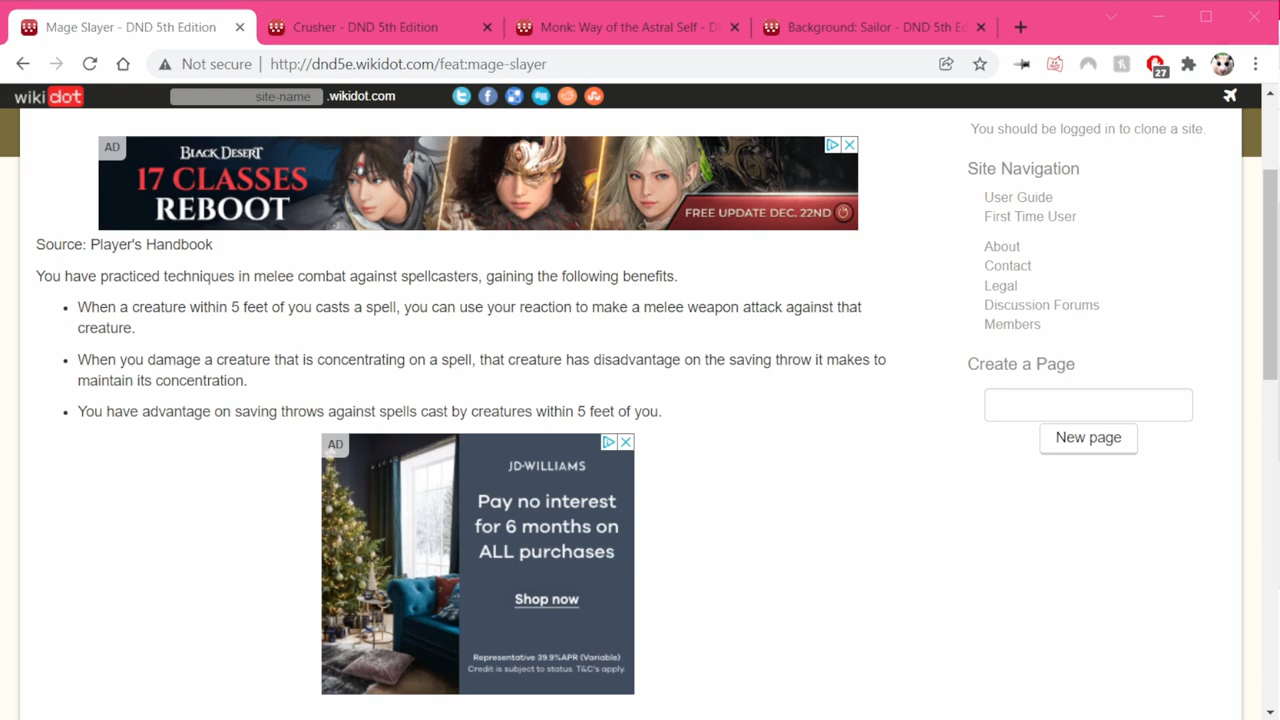 Mage Slayer - DND 5th Edition
Crusher - DND 5th Edition
Monk: Way of the Astral Self - D
Background: Sailor - DND 5th Ed
Not secure
http://dnd5e.wikidot.com/feat:mage-slayer
27
wikidot
site-name
.wikidot.com
AD
BLACK DESERT
17 CLASSES
REBOOT
FREE UPDATE DEC. 22ND
Source: Player's Handbook
You have practiced techniques in melee combat against spellcasters, gaining the following benefits.
• When a creature within 5 feet of you casts a spell, you can use your reaction to make a melee weapon attack against that
creature.
• When you damage a creature that is concentrating on a spell, that creature has disadvantage on the saving throw it makes to
maintain its concentration.
• You have advantage on saving throws against spells cast by creatures within 5 feet of you.
AD
JD·WILLIAMS
Pay no interest
for 6 months on
ALL purchases
Shop now
Representative 39.9%APR (Variable)
Credit is subject to status. T&C's apply.
You should be logged in to clone a site.
Site Navigation
User Guide
First Time User
About
Contact
Legal
Discussion Forums
Members
Create a Page
New page